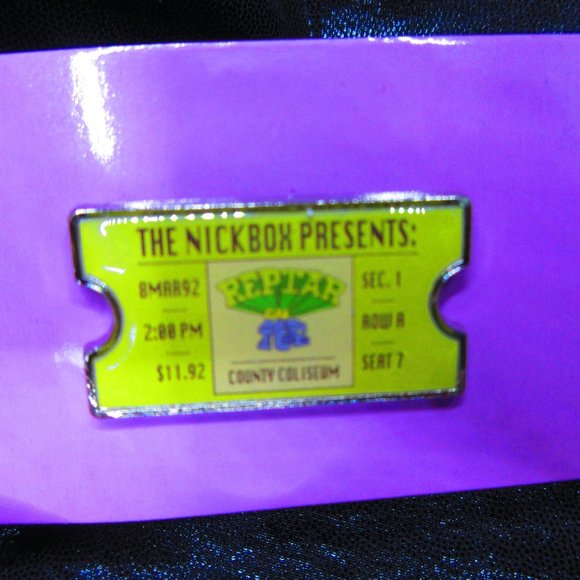 THE NICKBOX PRESENTS:
8MAR92
2:00 PM
$11.92
REPTAR
ON
ICE
COUNTY COLISEUM
SEC. 1
ROW A
SEAT 7